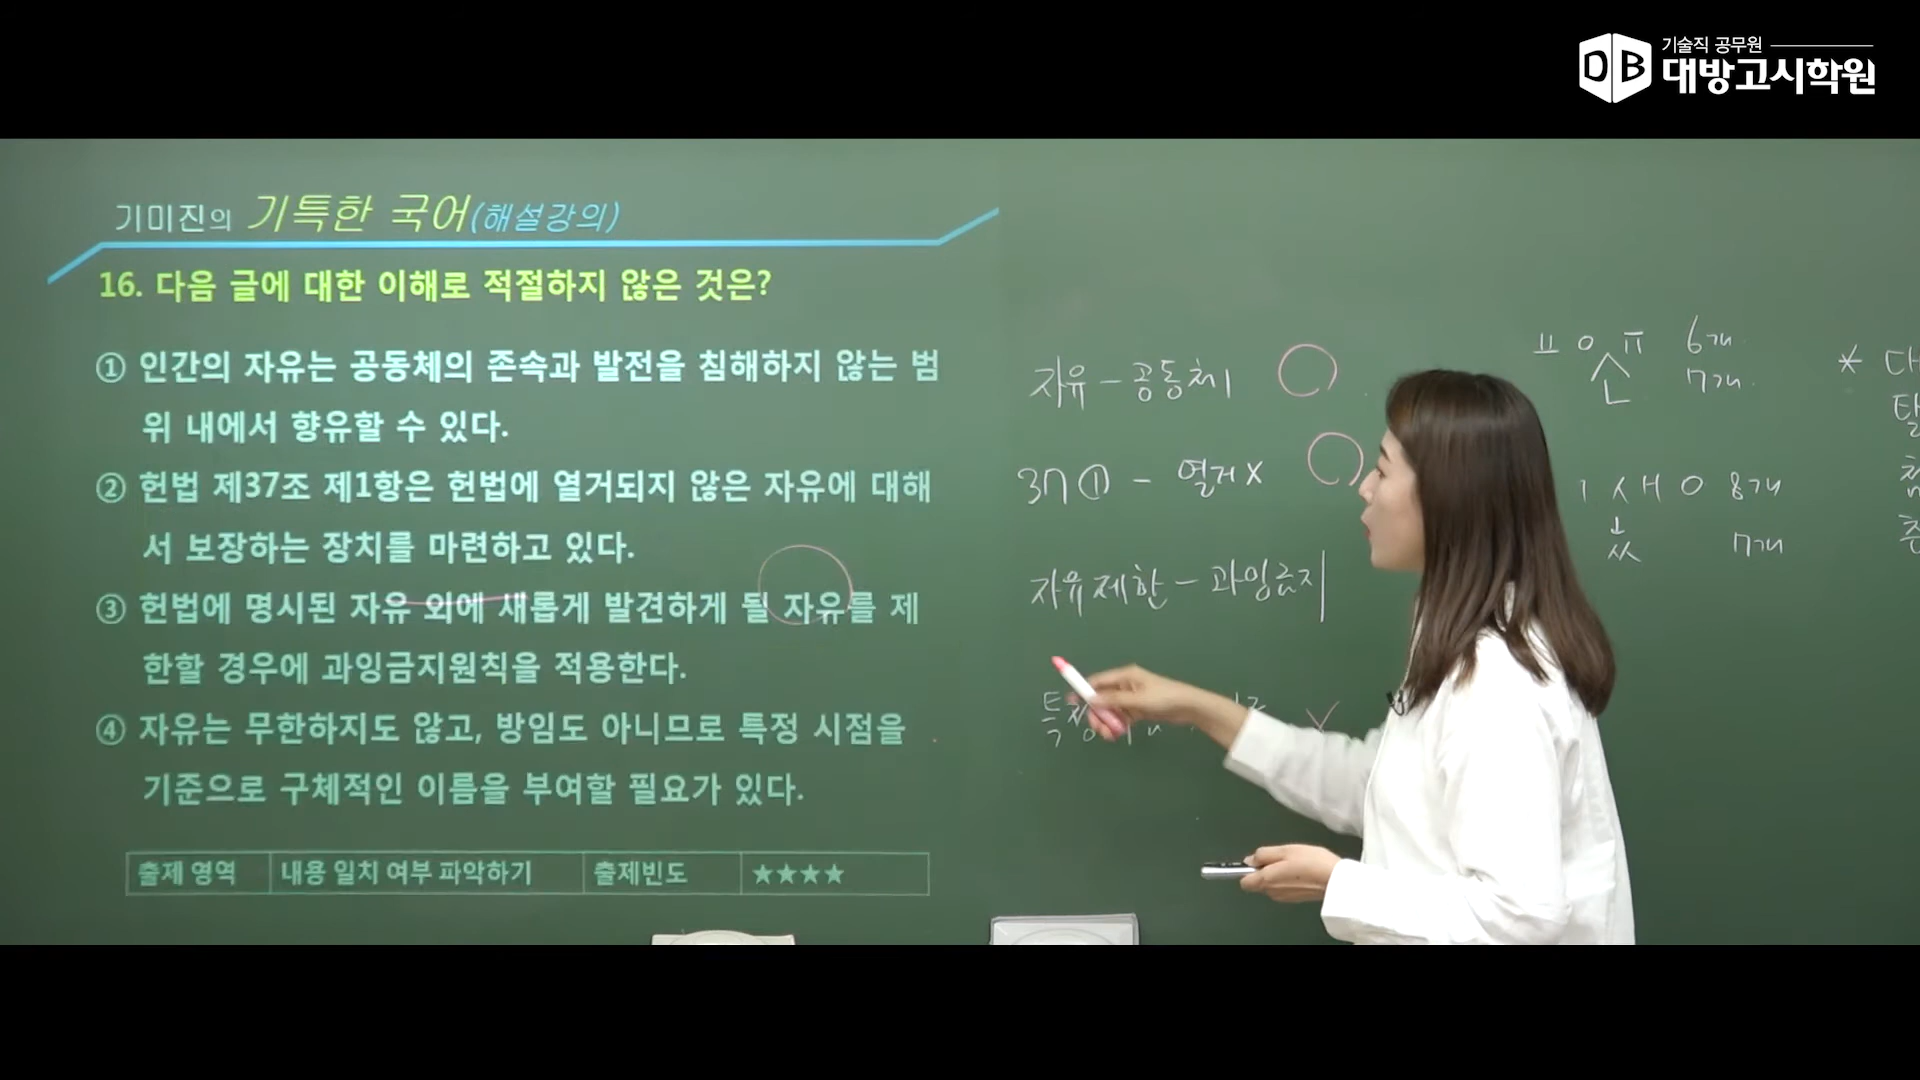 기술직 공무원
DB 대방고시학원
기미진의 기특한 국어(해설강의)
16. 다음 글에 대한 이해로 적절하지 않은 것은?
① 인간의 자유는 공동체의 존속과 발전을 침해하지 않는 범
위 내에서 향유할 수 있다.
② 헌법 제37조 제1항은 헌법에 열거되지 않은 자유에 대해
서 보장하는 장치를 마련하고 있다.
③ 헌법에 명시된 자유 외에 새롭게 발견하게 될 자유를 제
한할 경우에 과잉금지원칙을 적용한다.
④ 자유는 무한하지도 않고, 방임도 아니므로 특정 시점을
기준으로 구체적인 이름을 부여할 필요가 있다.
출제 영역 내용 일치 여부 파악하기 출제빈도 ★★★★
자유 - 공동체
37 ① - 열거 X
자유 제한 - 과잉금지
ㅛ ㅇ ㅠ 6개
순 7개
ㅣ ㅅ ㅐ ㅇ 8개
7개